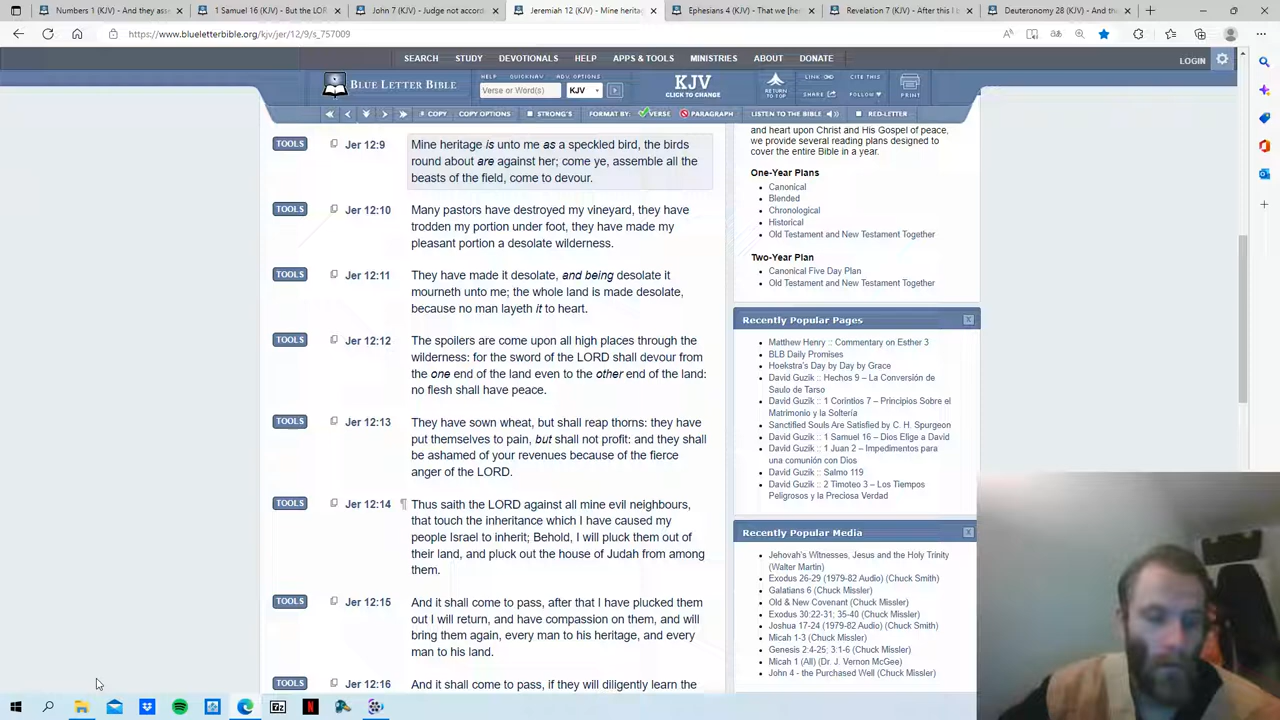 Numbers 1 (KJV) - And they ass
1 Samuel 16 (KJV) - But the LOR
John 7 (KJV) - Judge not accord
Jeremiah 12 (KJV) - Mine heritag
Ephesians 4 (KJV) - That we [her
Revelation 7 (KJV) - After this I b
Deuteronomy 28 (KJV) - And the
https://www.blueletterbible.org/kjv/jer/12/9/s_757009
SEARCH STUDY DEVOTIONALS HELP APPS & TOOLS MINISTRIES ABOUT DONATE
LOGIN
BLUE LETTER BIBLE
HELP QUICKNAV ADV. OPTIONS
Verse or Word(s) KJV
KJV
CLICK TO CHANGE
RETURN TO TOP
LINK
CITE THIS
SHARE
FOLLOW
PRINT
COPY COPY OPTIONS STRONG'S FORMAT BY: VERSE PARAGRAPH LISTEN TO THE BIBLE RED-LETTER
TOOLS Jer 12:9 Mine heritage is unto me as a speckled bird, the birds
round about are against her; come ye, assemble all the
beasts of the field, come to devour.
TOOLS Jer 12:10 Many pastors have destroyed my vineyard, they have
trodden my portion under foot, they have made my
pleasant portion a desolate wilderness.
TOOLS Jer 12:11 They have made it desolate, and being desolate it
mourneth unto me; the whole land is made desolate,
because no man layeth it to heart.
TOOLS Jer 12:12 The spoilers are come upon all high places through the
wilderness: for the sword of the LORD shall devour from
the one end of the land even to the other end of the land:
no flesh shall have peace.
TOOLS Jer 12:13 They have sown wheat, but shall reap thorns: they have
put themselves to pain, but shall not profit: and they shall
be ashamed of your revenues because of the fierce
anger of the LORD.
TOOLS Jer 12:14 ¶ Thus saith the LORD against all mine evil neighbours,
that touch the inheritance which I have caused my
people Israel to inherit; Behold, I will pluck them out of
their land, and pluck out the house of Judah from among
them.
TOOLS Jer 12:15 And it shall come to pass, after that I have plucked them
out I will return, and have compassion on them, and will
bring them again, every man to his heritage, and every
man to his land.
TOOLS Jer 12:16 And it shall come to pass, if they will diligently learn the
and heart upon Christ and His Gospel of peace,
we provide several reading plans designed to
cover the entire Bible in a year.
One-Year Plans
Canonical
Blended
Chronological
Historical
Old Testament and New Testament Together
Two-Year Plan
Canonical Five Day Plan
Old Testament and New Testament Together
Recently Popular Pages
Matthew Henry :: Commentary on Esther 3
BLB Daily Promises
Hoekstra's Day by Day by Grace
David Guzik :: Hechos 9 – La Conversión de
Saulo de Tarso
David Guzik :: 1 Corintios 7 – Principios Sobre el
Matrimonio y la Soltería
Sanctified Souls Are Satisfied by C. H. Spurgeon
David Guzik :: 1 Samuel 16 – Dios Elige a David
David Guzik :: 1 Juan 2 – Impedimentos para
una comunión con Dios
David Guzik :: Salmo 119
David Guzik :: 2 Timoteo 3 – Los Tiempos
Peligrosos y la Preciosa Verdad
Recently Popular Media
Jehovah's Witnesses, Jesus and the Holy Trinity
(Walter Martin)
Exodus 26-29 (1979-82 Audio) (Chuck Smith)
Galatians 6 (Chuck Missler)
Old & New Covenant (Chuck Missler)
Exodus 30:22-31; 35-40 (Chuck Missler)
Joshua 17-24 (1979-82 Audio) (Chuck Smith)
Micah 1-3 (Chuck Missler)
Genesis 2:4-25; 3:1-6 (Chuck Missler)
Micah 1 (All) (Dr. J. Vernon McGee)
John 4 - the Purchased Well (Chuck Missler)